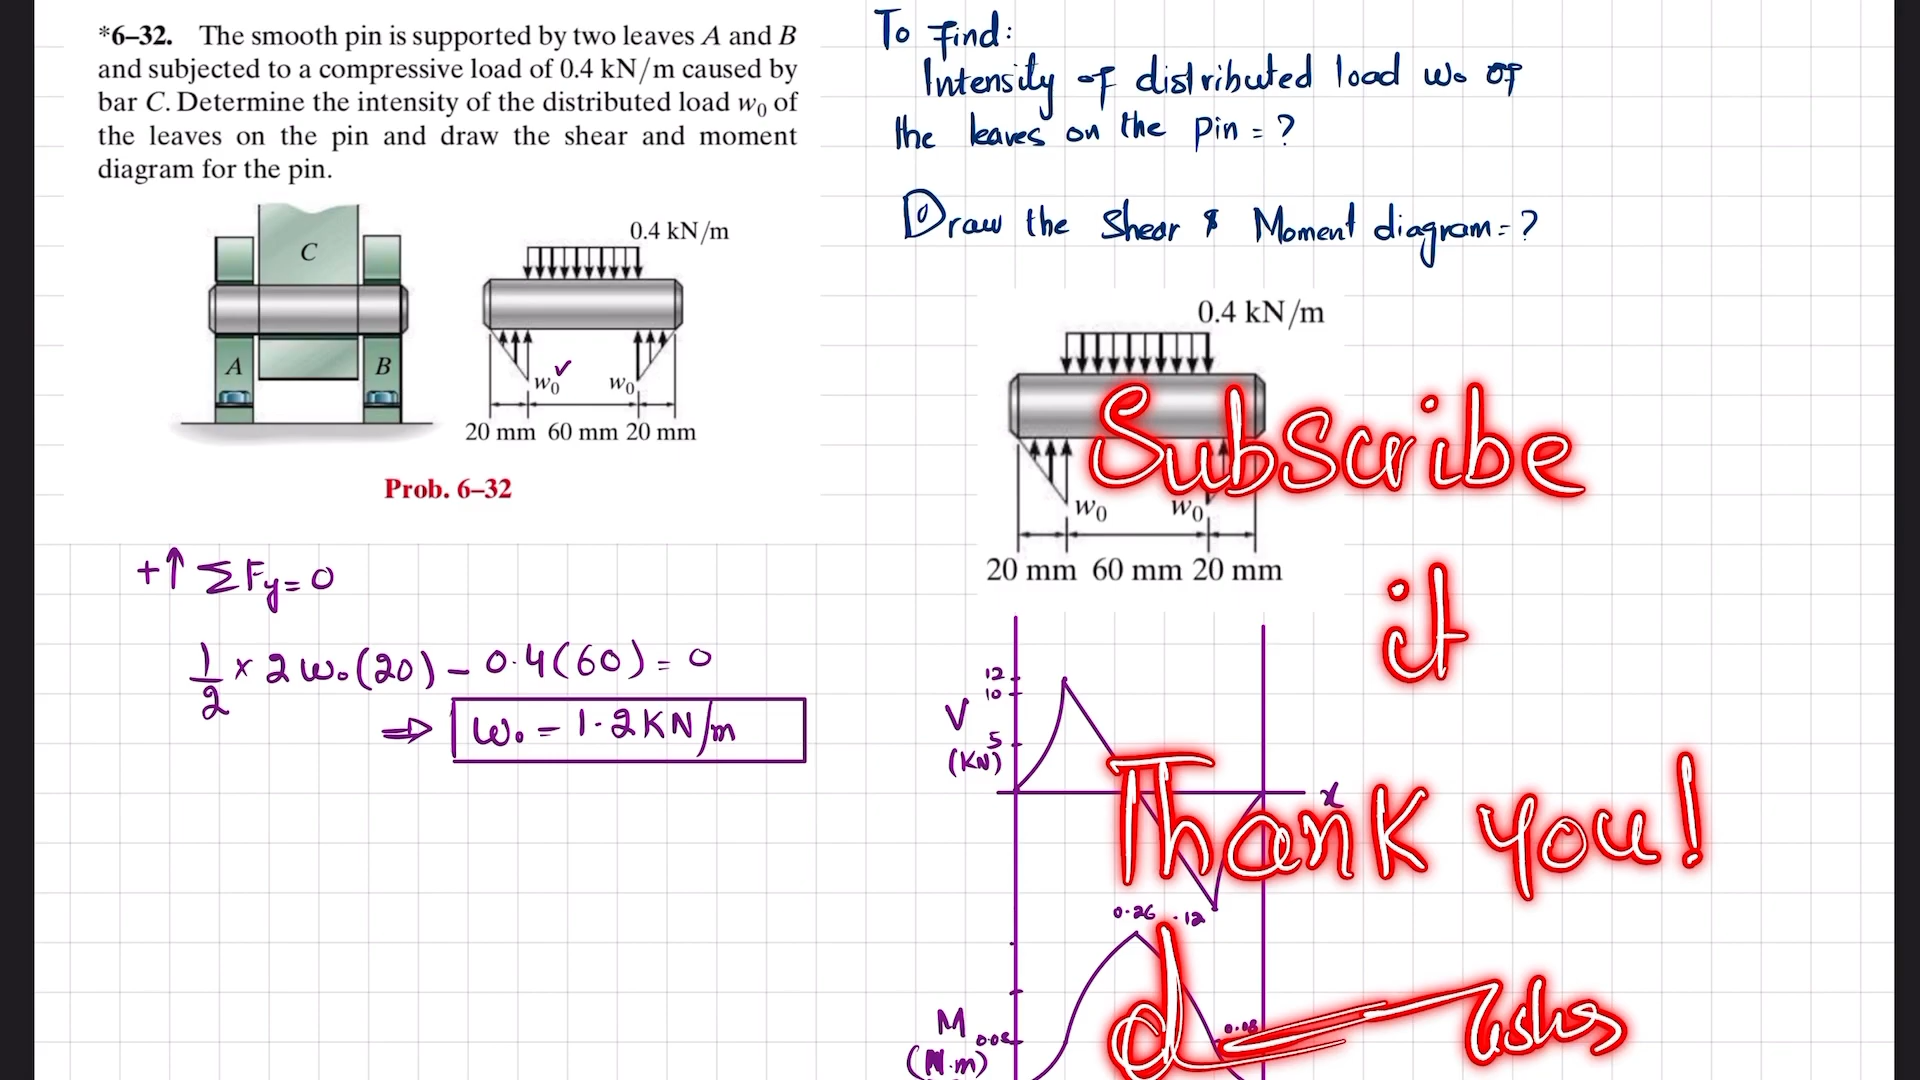 *6–32. The smooth pin is supported by two leaves A and B
and subjected to a compressive load of 0.4 kN/m caused by
bar C. Determine the intensity of the distributed load w₀ of
the leaves on the pin and draw the shear and moment
diagram for the pin.
C
A
B
0.4 kN/m
w₀ ✓ w₀
20 mm 60 mm 20 mm
Prob. 6–32
+↑ ΣFy = 0
1/2 × 2w₀(20) – 0.4(60) = 0
⇒ w₀ = 1.2 KN/m
To Find:
Intensity of distributed load w₀ of
the leaves on the pin = ?
Draw the Shear & Moment diagram = ?
0.4 kN/m
w₀ w₀
20 mm 60 mm 20 mm
12
10
V
5
(KN)
x
-12
0.26
M
0.08
(N.m)
0.08
Subscribe
it
Thank you!